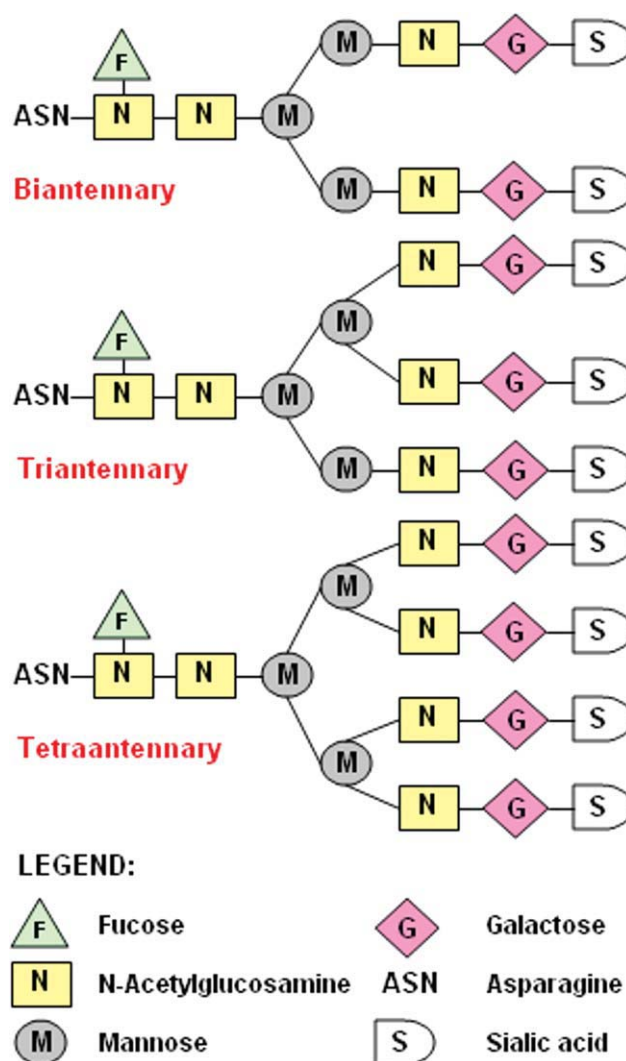 M N G S
F
ASN N N M
Biantennary
M N G S
N G S
M
F
N G S
ASN N N M
Triantennary
M N G S
N G S
M
F
N G S
ASN N N M
N G S
Tetraantennary
M
N G S
LEGEND:
F Fucose G Galactose
N N-Acetylglucosamine ASN Asparagine
M Mannose S Sialic acid